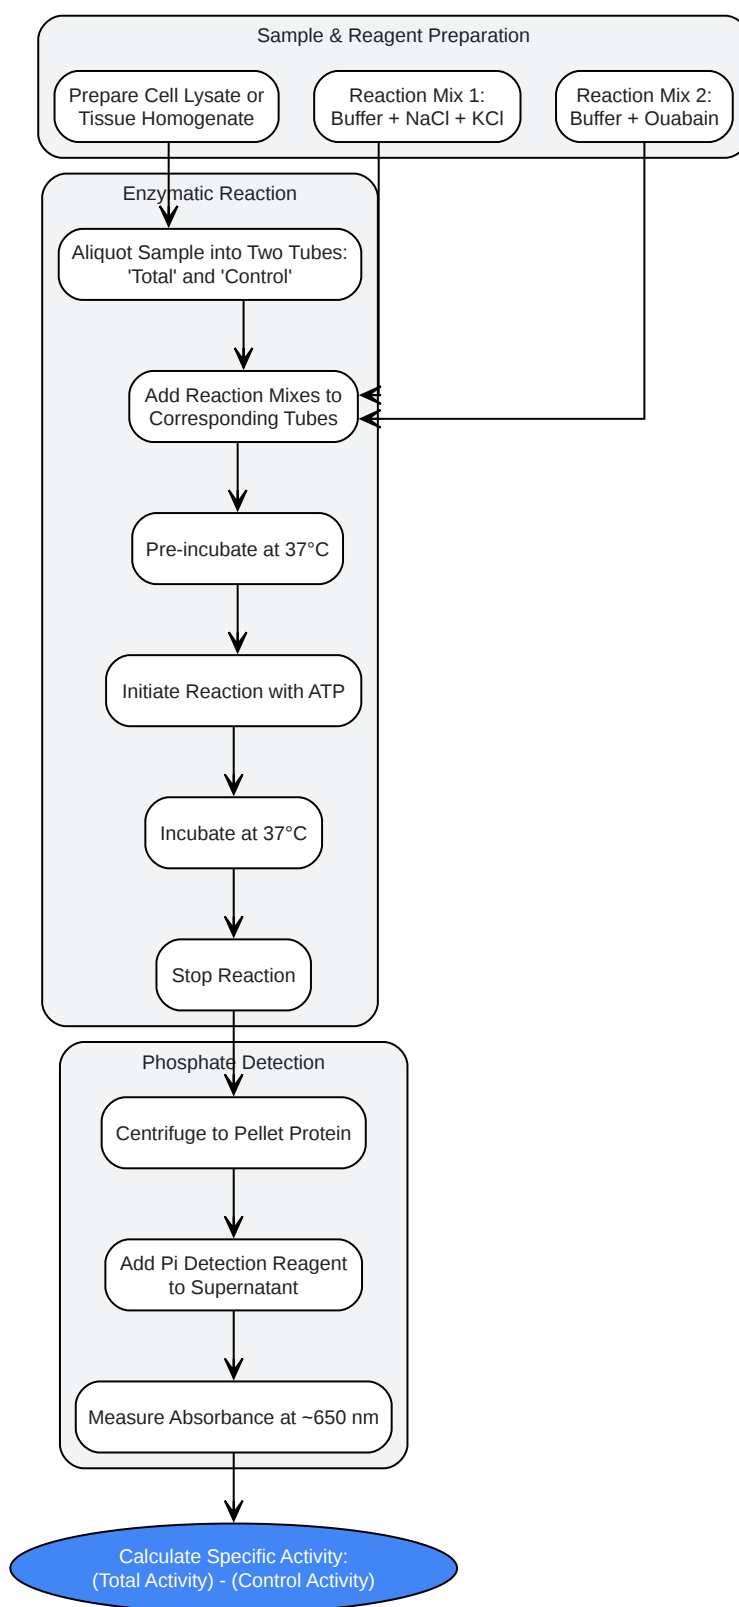 Sample & Reagent Preparation
Prepare Cell Lysate or
Tissue Homogenate
Reaction Mix 1:
Buffer + NaCl + KCl
Reaction Mix 2:
Buffer + Ouabain
Enzymatic Reaction
Aliquot Sample into Two Tubes:
'Total' and 'Control'
Add Reaction Mixes to
Corresponding Tubes
Pre-incubate at 37°C
Initiate Reaction with ATP
Incubate at 37°C
Stop Reaction
Phosphate Detection
Centrifuge to Pellet Protein
Add Pi Detection Reagent
to Supernatant
Measure Absorbance at ~650 nm
Calculate Specific Activity:
(Total Activity) - (Control Activity)